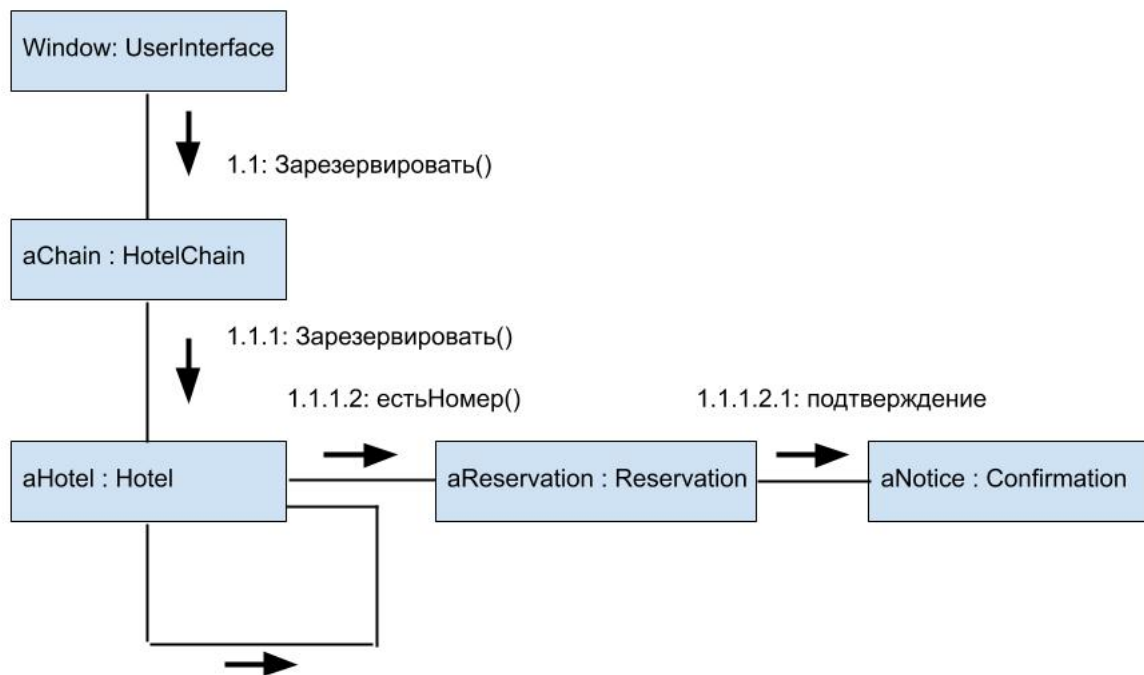 Window: UserInterface
1.1: Зарезервировать()
aChain : HotelChain
1.1.1: Зарезервировать()
1.1.1.2: естьНомер()
1.1.1.2.1: подтверждение
aHotel : Hotel
aReservation : Reservation
aNotice : Confirmation